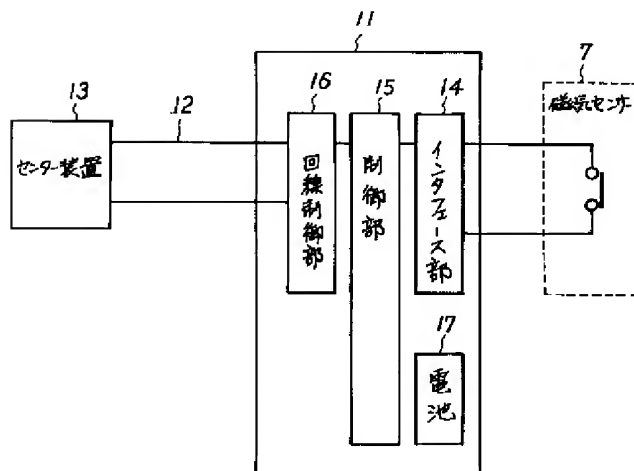 11
7
13
12
16
15
14
磁気センサー
センター装置
回線制御部
制御部
インタフェース部
17
電池